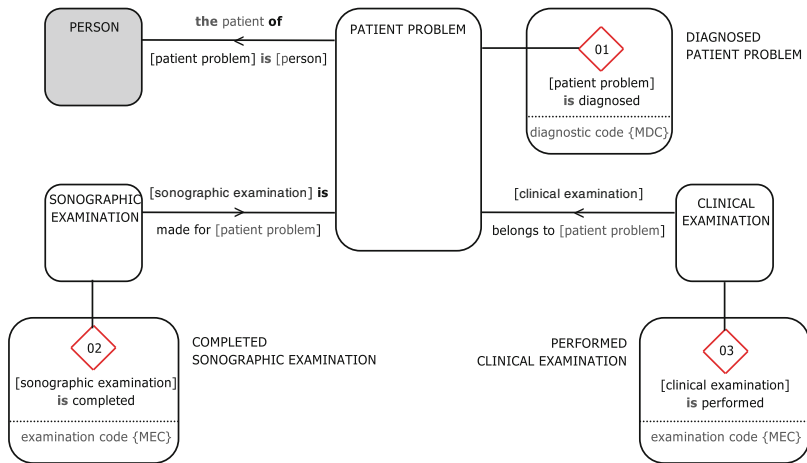 PERSON
the patient of
[patient problem] is [person]
PATIENT PROBLEM
01
[patient problem]
is diagnosed
diagnostic code {MDC}
DIAGNOSED
PATIENT PROBLEM
SONOGRAPHIC
EXAMINATION
[sonographic examination] is
made for [patient problem]
[clinical examination]
belongs to [patient problem]
CLINICAL
EXAMINATION
02
[sonographic examination]
is completed
examination code {MEC}
COMPLETED
SONOGRAPHIC EXAMINATION
PERFORMED
CLINICAL EXAMINATION
03
[clinical examination]
is performed
examination code {MEC}